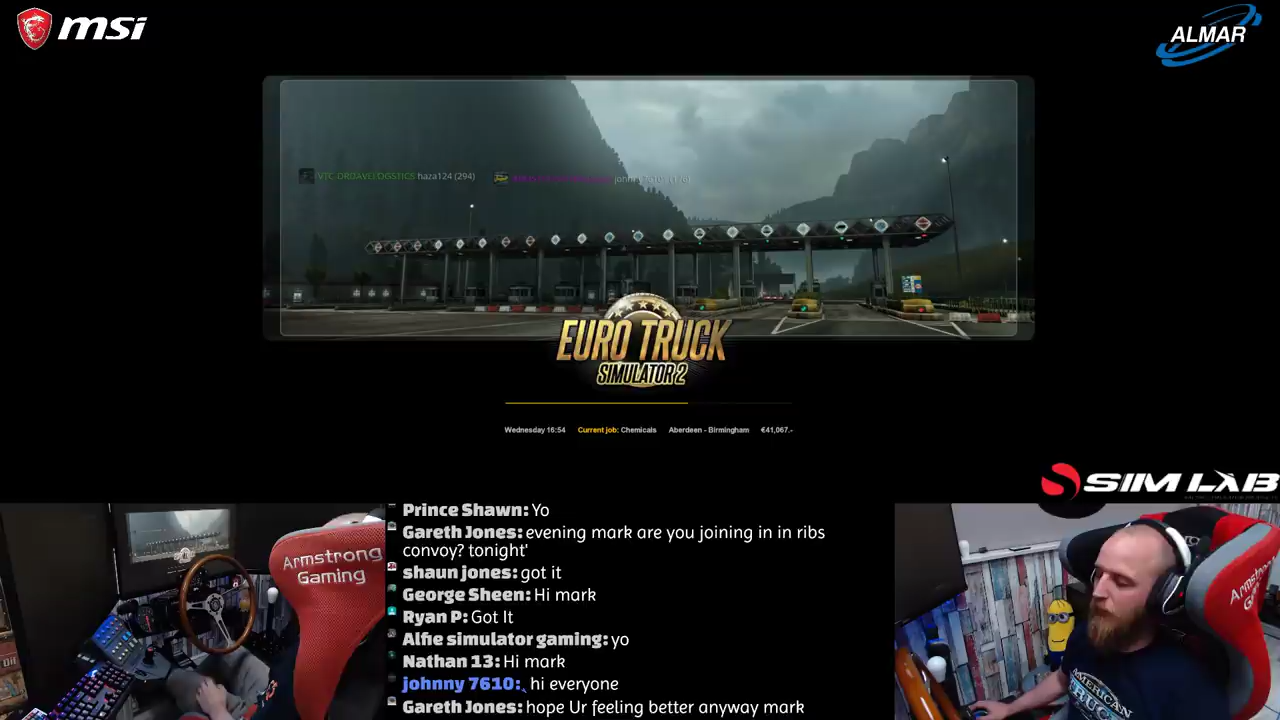 msi
ALMAR
VTC DRDAVLEOGSTICS haza124 (294)
EURO TRUCK
SIMULATOR 2
Wednesday 16:54 Current job: Chemicals Aberdeen - Birmingham €41,067.-
SIM LAB
Prince Shawn: Yo
Gareth Jones: evening mark are you joining in in ribs
convoy? tonight'
shaun jones: got it
George Sheen: Hi mark
Ryan P: Got It
Alfie simulator gaming: yo
Nathan 13: Hi mark
johnny 7610: hi everyone
Gareth Jones: hope Ur feeling better anyway mark
Armstrong
Gaming
Armstrong
AMERICAN
TRUCK